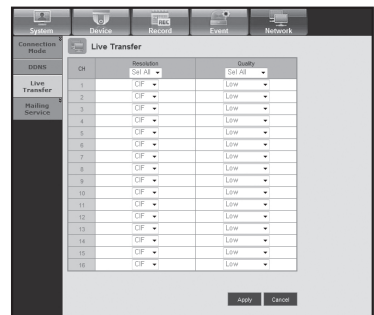 System Device Record Event Network
REC
Connection Mode
DDNS
Live Transfer
Mailing Service
Live Transfer
CH Resolution Quality
Set All Set All
1 CIF Low
2 CIF Low
3 CIF Low
4 CIF Low
5 CIF Low
6 CIF Low
7 CIF Low
8 CIF Low
9 CIF Low
10 CIF Low
11 CIF Low
12 CIF Low
13 CIF Low
14 CIF Low
15 CIF Low
16 CIF Low
Apply Cancel